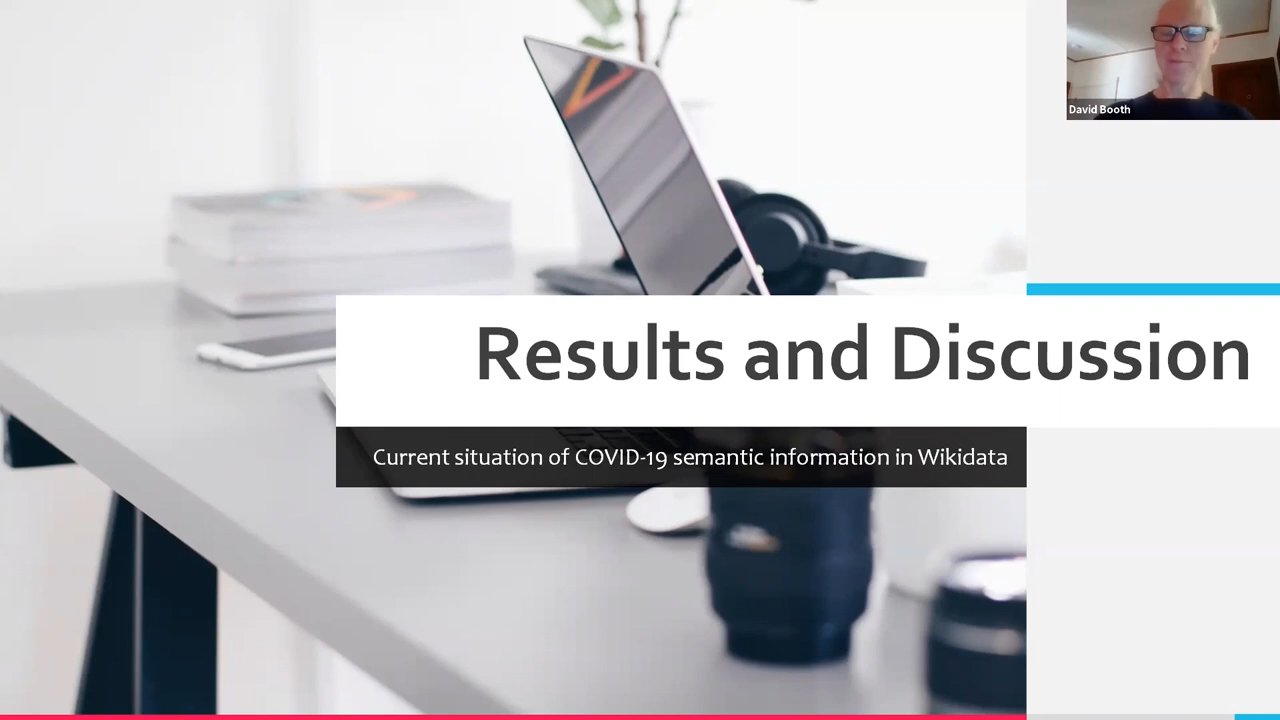 David Booth
Results and Discussion
Current situation of COVID-19 semantic information in Wikidata